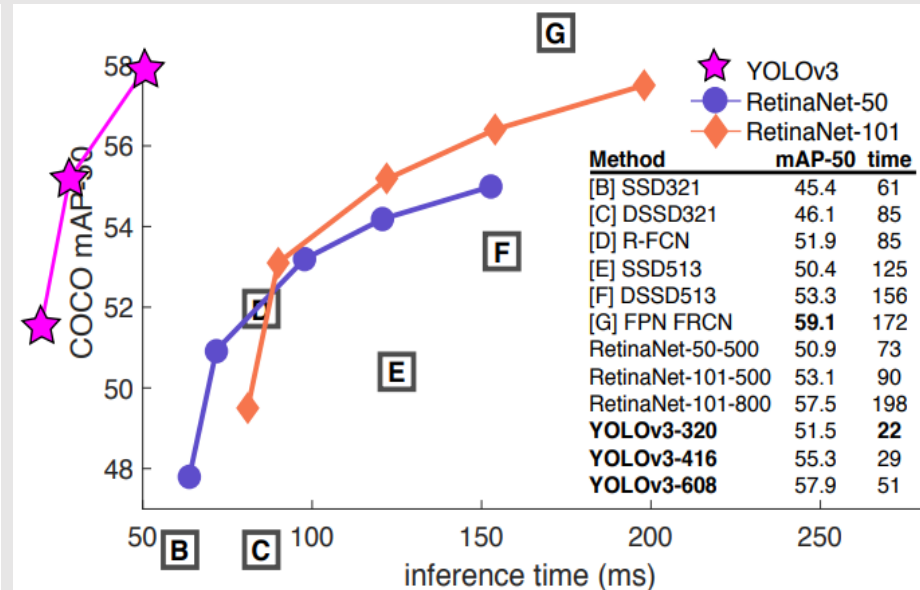 G
58
56
54
52
50
48
COCO mAP-50
D
F
E
B
C
50 100 150 200 250
inference time (ms)
YOLOv3
RetinaNet-50
RetinaNet-101
Method mAP-50 time
[B] SSD321 45.4 61
[C] DSSD321 46.1 85
[D] R-FCN 51.9 85
[E] SSD513 50.4 125
[F] DSSD513 53.3 156
[G] FPN FRCN 59.1 172
RetinaNet-50-500 50.9 73
RetinaNet-101-500 53.1 90
RetinaNet-101-800 57.5 198
YOLOv3-320 51.5 22
YOLOv3-416 55.3 29
YOLOv3-608 57.9 51